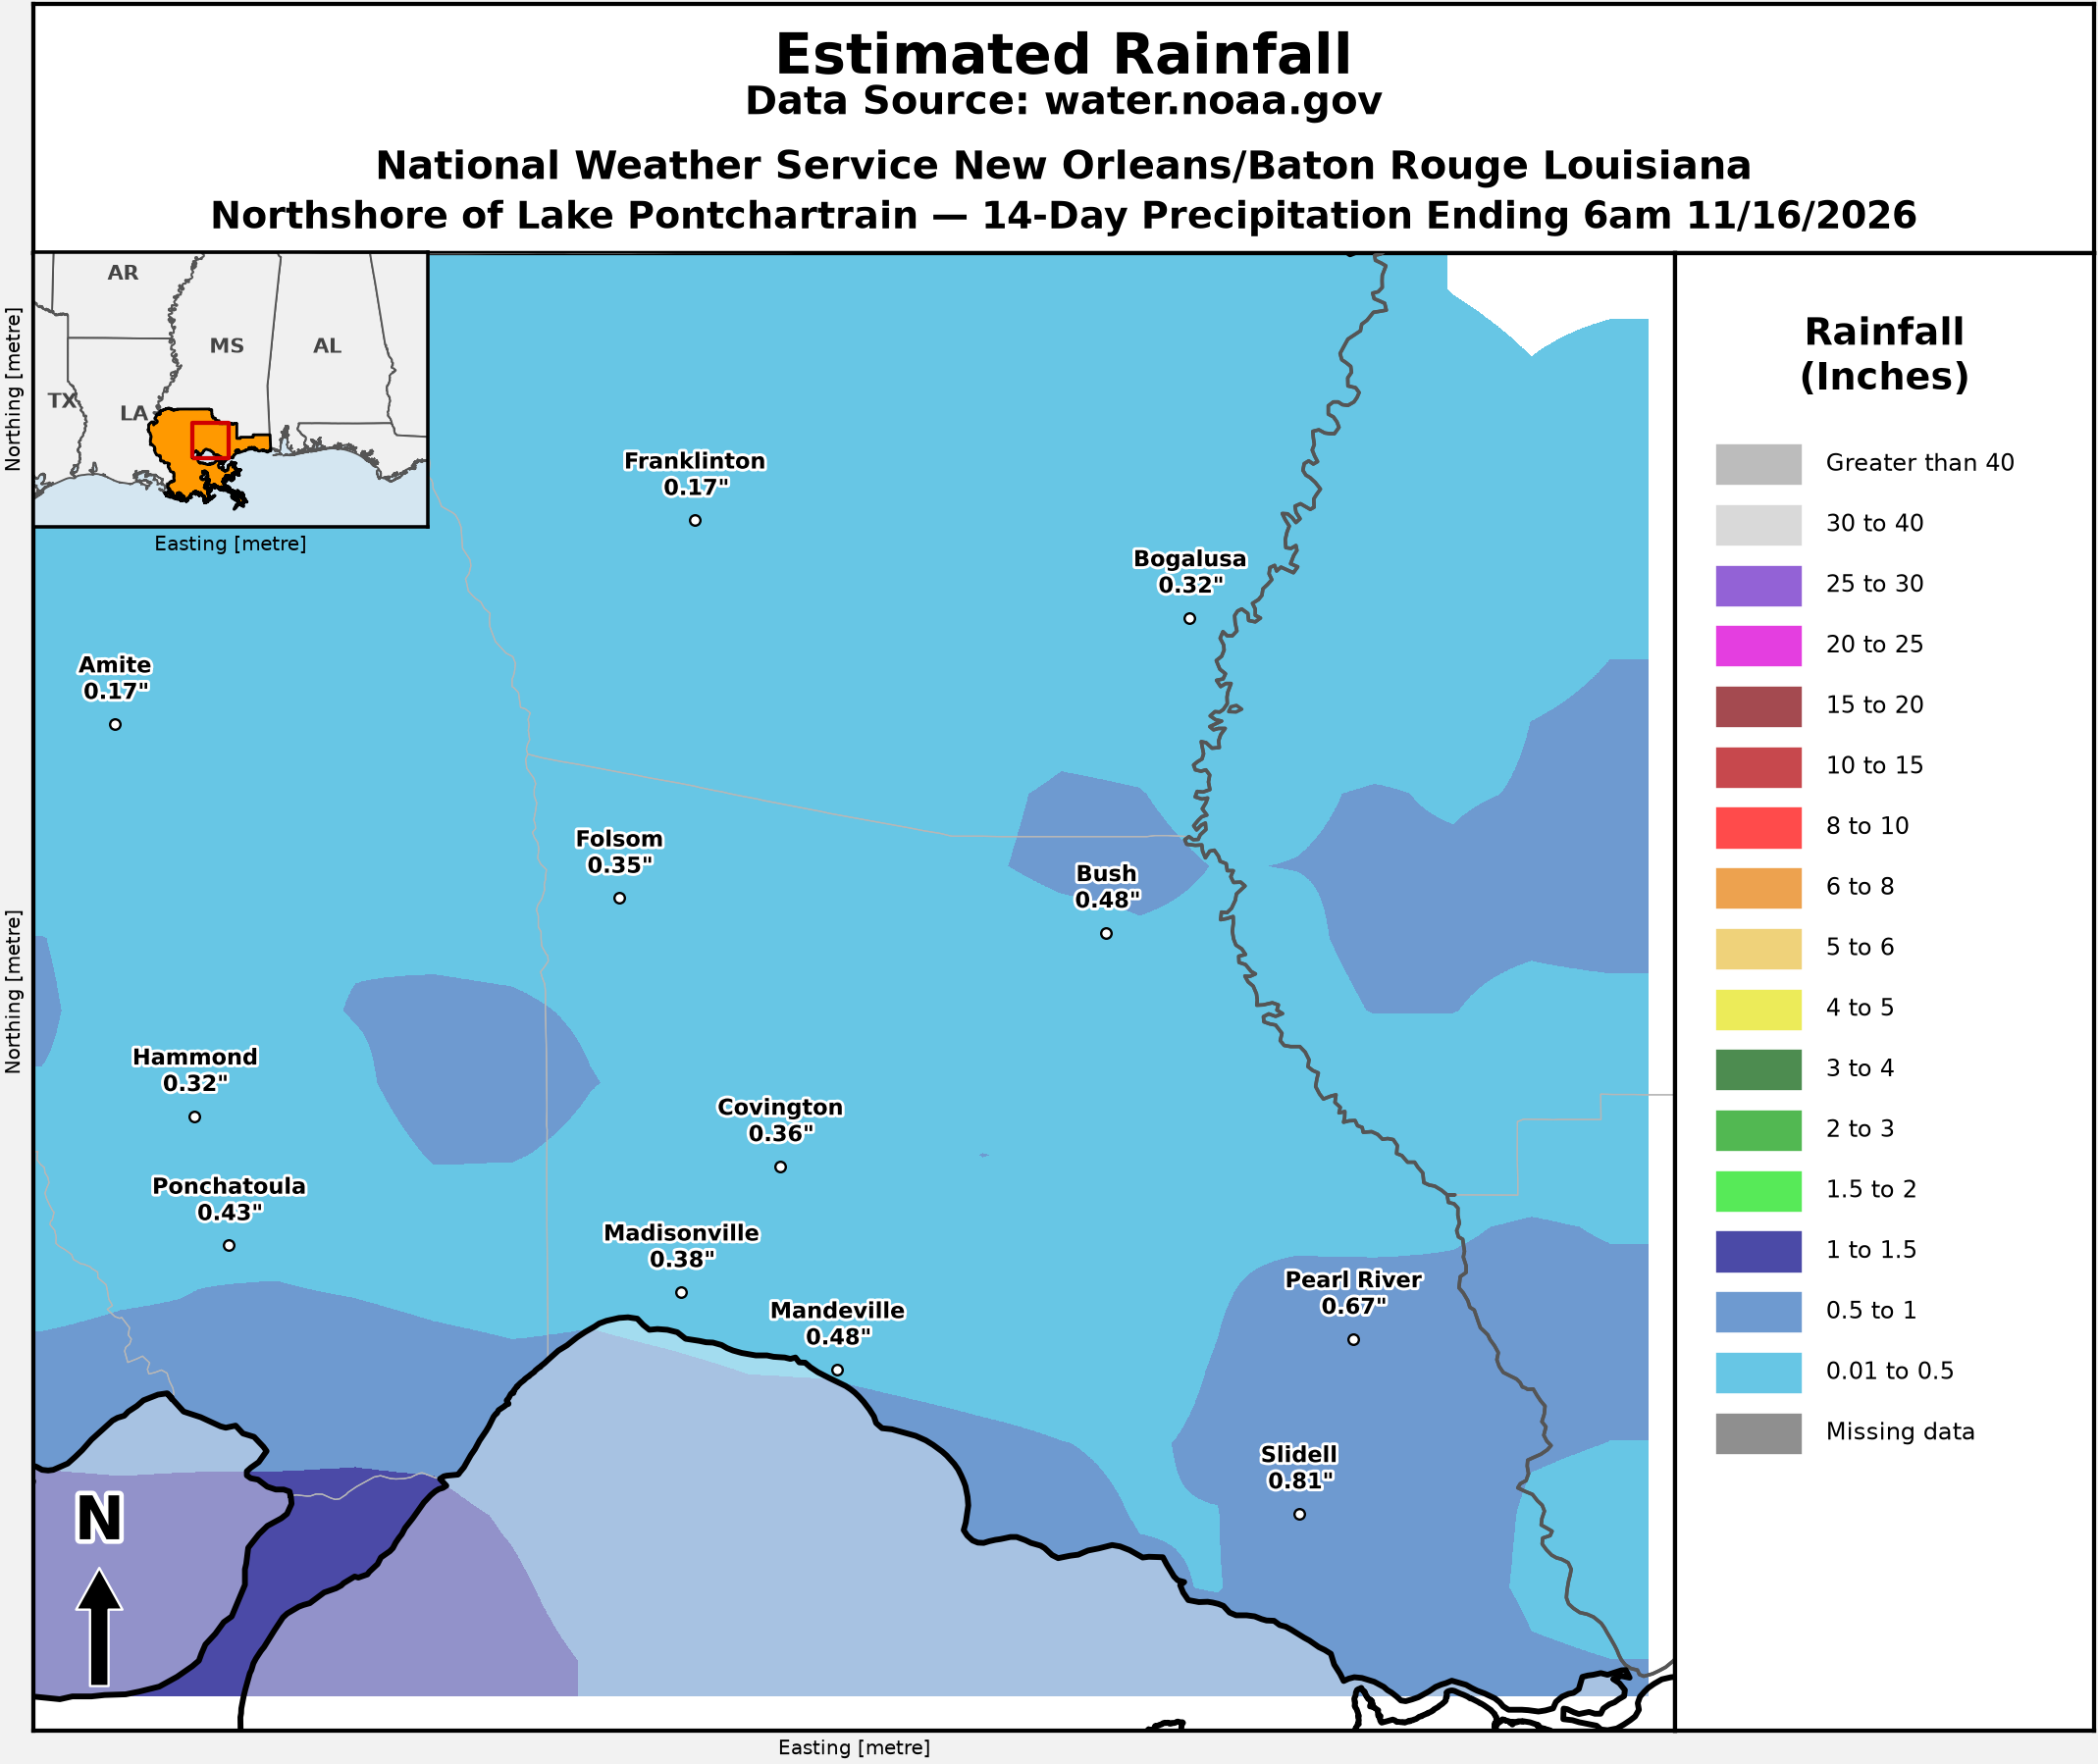 Estimated Rainfall
Data Source: water.noaa.gov
National Weather Service New Orleans/Baton Rouge Louisiana
Northshore of Lake Pontchartrain — 14-Day Precipitation Ending 6am 11/16/2026
Northing [metre]
AR
MS
AL
TX
LA
Easting [metre]
Franklinton
0.17"
Bogalusa
0.32"
Amite
0.17"
Folsom
0.35"
Bush
0.48"
Northing [metre]
Hammond
0.32"
Covington
0.36"
Ponchatoula
0.43"
Madisonville
0.38"
Pearl River
0.67"
Mandeville
0.48"
Slidell
0.81"
N
Easting [metre]
Rainfall
(Inches)
Greater than 40
30 to 40
25 to 30
20 to 25
15 to 20
10 to 15
8 to 10
6 to 8
5 to 6
4 to 5
3 to 4
2 to 3
1.5 to 2
1 to 1.5
0.5 to 1
0.01 to 0.5
Missing data